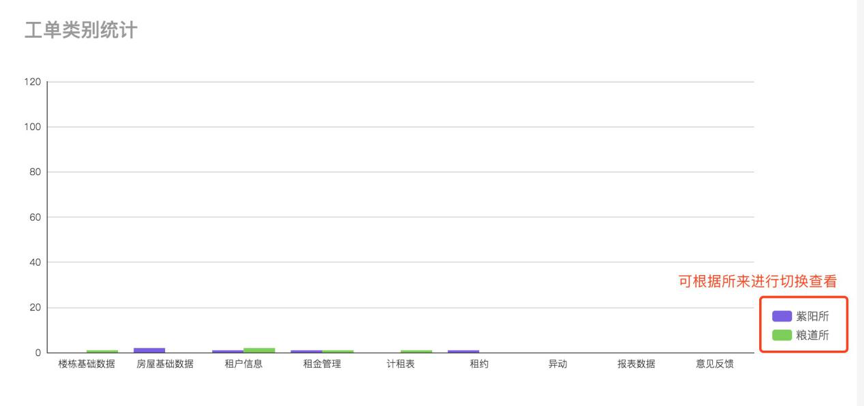 工单类别统计
120
100
80
60
40
20
0
楼栋基础数据 房屋基础数据 租户信息 租金管理 计租表 租约 异动 报表数据 意见反馈
可根据所来进行切换查看
紫阳所
粮道所